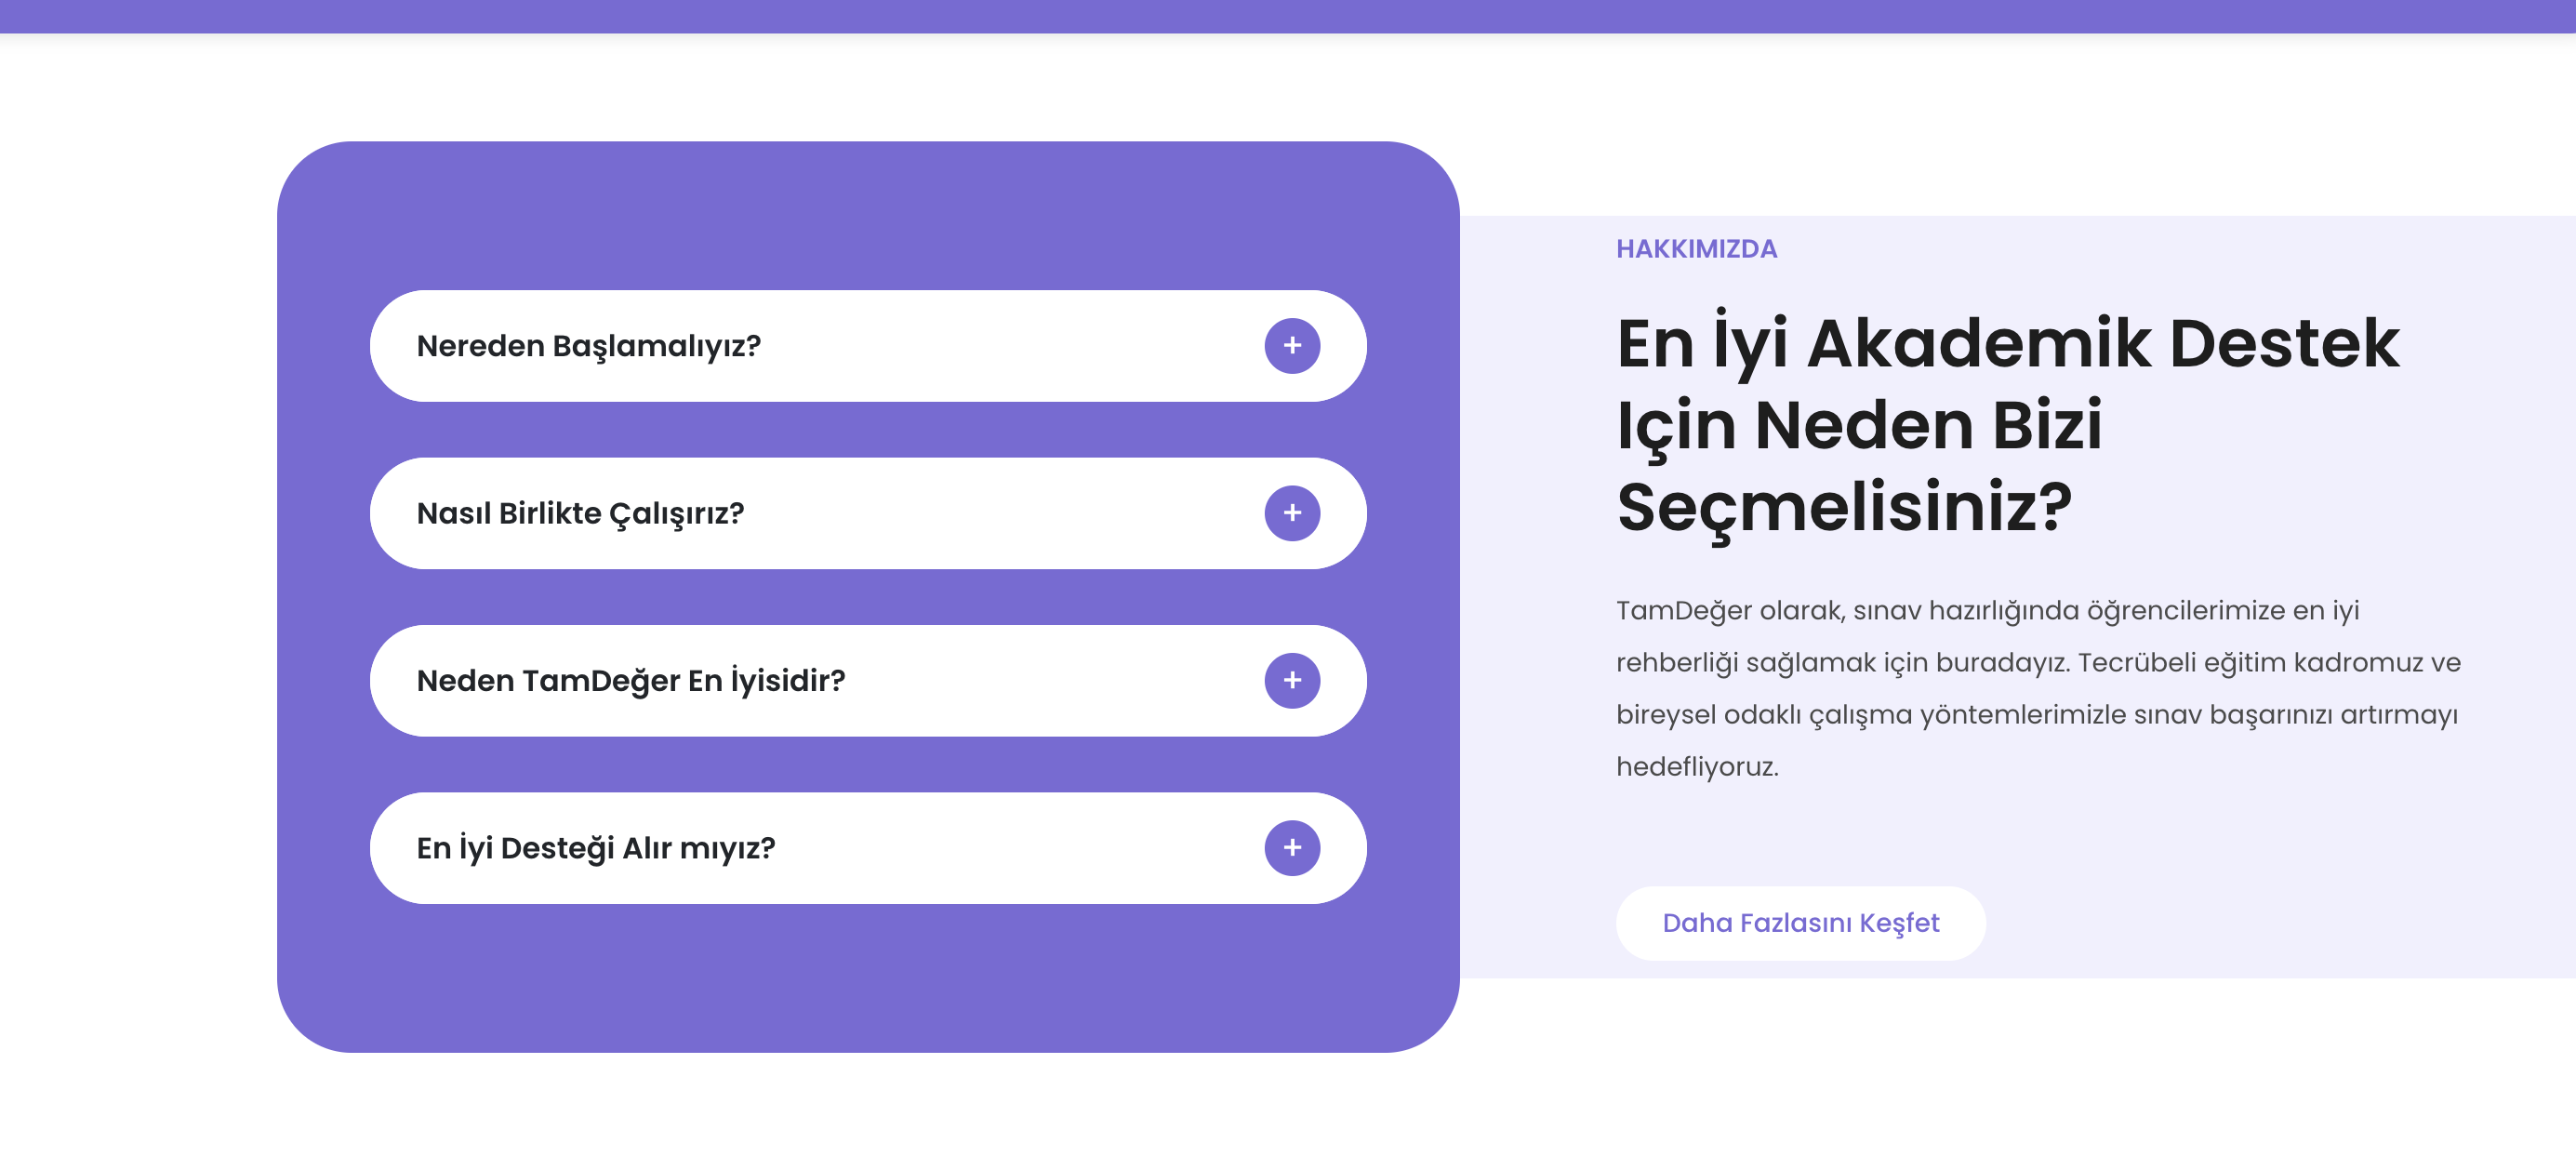 Nereden Başlamalıyız?
Nasıl Birlikte Çalışırız?
Neden TamDeğer En İyisidir?
En İyi Desteği Alır mıyız?
HAKKIMIZDA
En İyi Akademik Destek
Için Neden Bizi
Seçmelisiniz?
TamDeğer olarak, sınav hazırlığında öğrencilerimize en iyi
rehberliği sağlamak için buradayız. Tecrübeli eğitim kadromuz ve
bireysel odaklı çalışma yöntemlerimizle sınav başarınızı artırmayı
hedefliyoruz.
Daha Fazlasını Keşfet